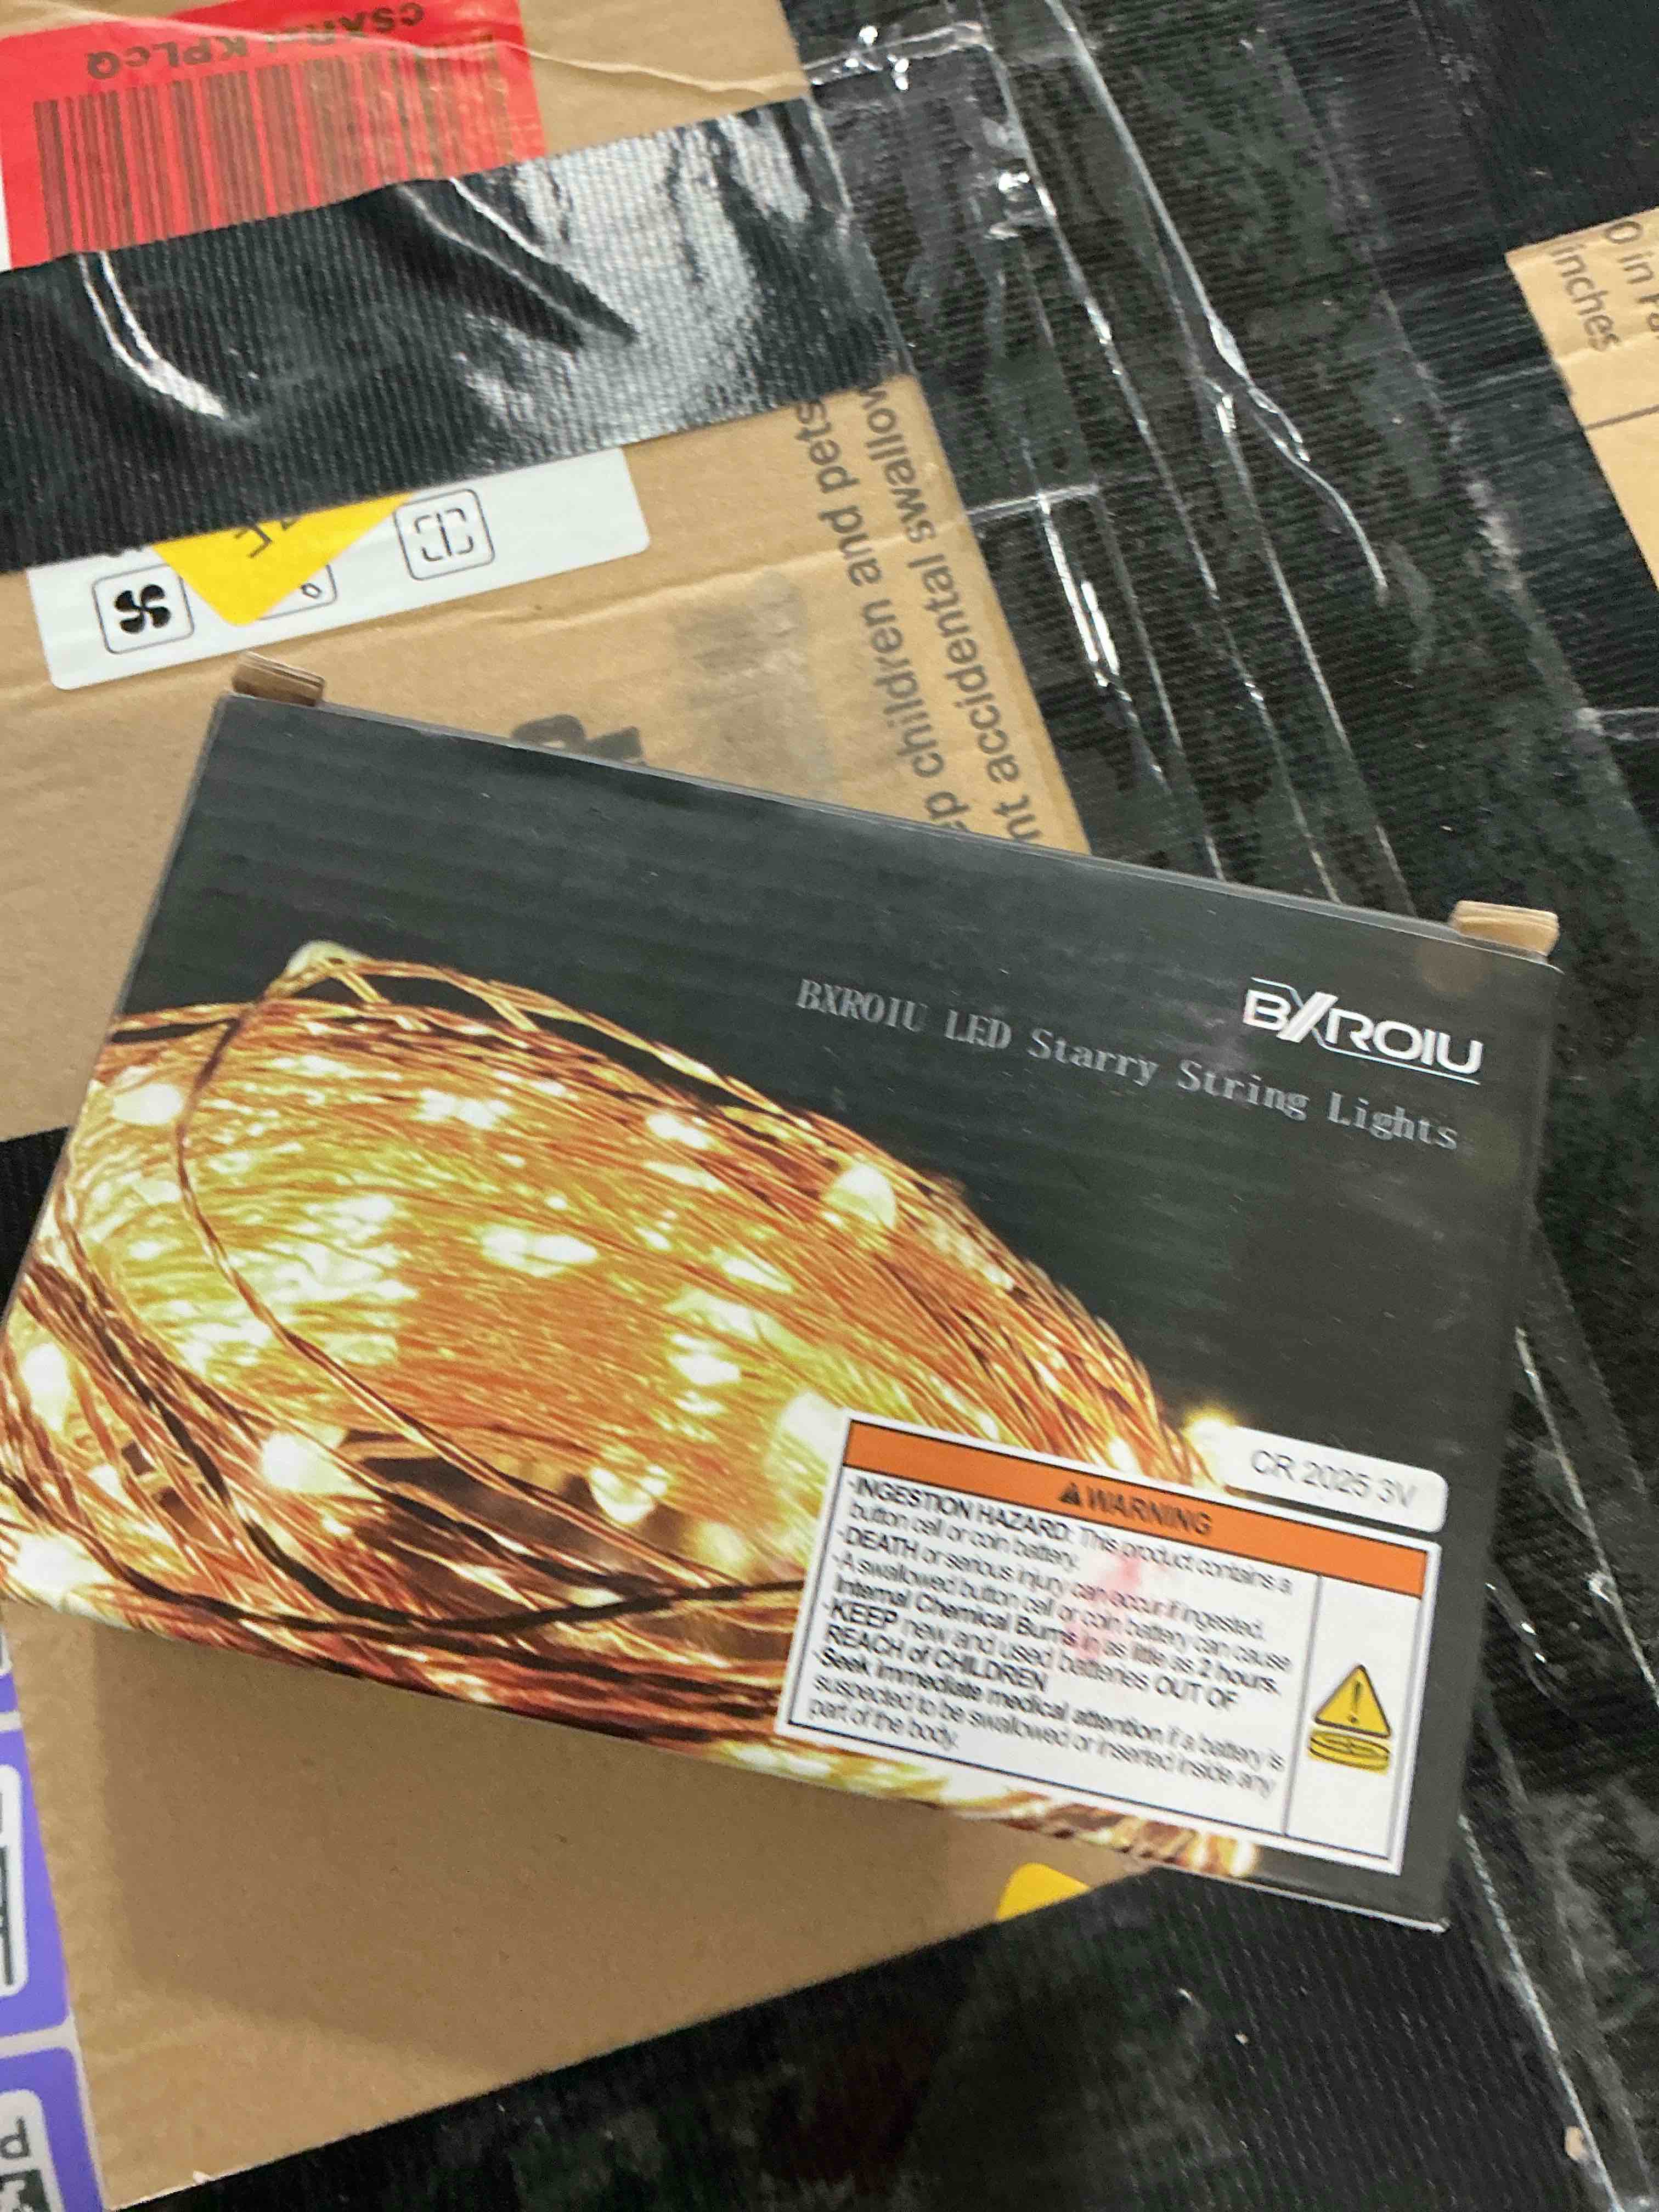 KPLCQ
O in
inches
children and pets
accidental swallow
BXROIU
BXROIU LED Starry String Lights
CR 2025 3V
WARNING
·INGESTION HAZARD: This product contains a
button cell or coin battery.
·DEATH or serious injury can occur if ingested.
·A swallowed button cell or coin battery can cause
Internal Chemical Burns in as little as 2 hours.
·KEEP new and used batteries OUT OF
REACH of CHILDREN
·Seek immediate medical attention if a battery is
suspected to be swallowed or inserted inside any
part of the body.